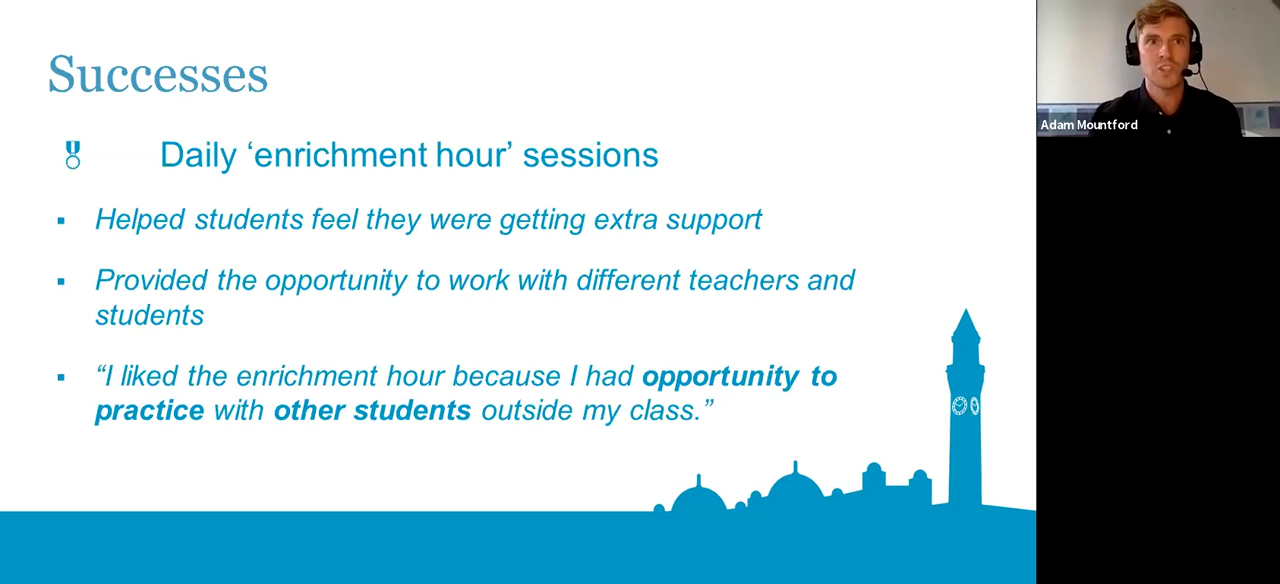 Successes
Daily ‘enrichment hour’ sessions
Helped students feel they were getting extra support
Provided the opportunity to work with different teachers and
students
“I liked the enrichment hour because I had opportunity to
practice with other students outside my class.”
Adam Mountford